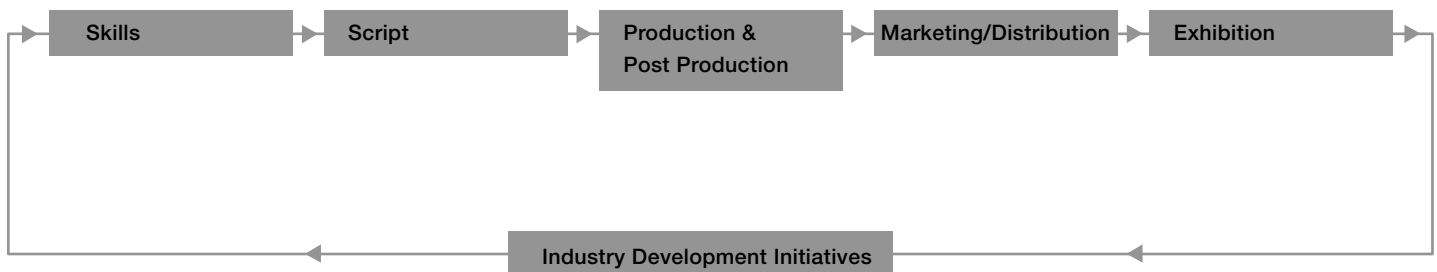 Skills
Script
Production &
Post Production
Marketing/Distribution
Exhibition
Industry Development Initiatives